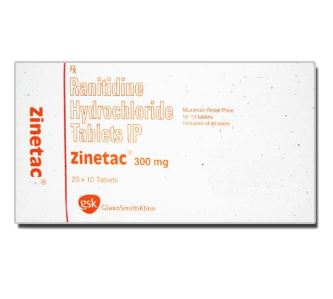 Zinetac®
Rx
Ranitidine
Hydrochloride
Tablets IP
Zinetac® 300 mg
20 x 10 Tablets
gsk GlaxoSmithKline
Maximum Retail Price
for 10 tablets
Inclusive of all taxes